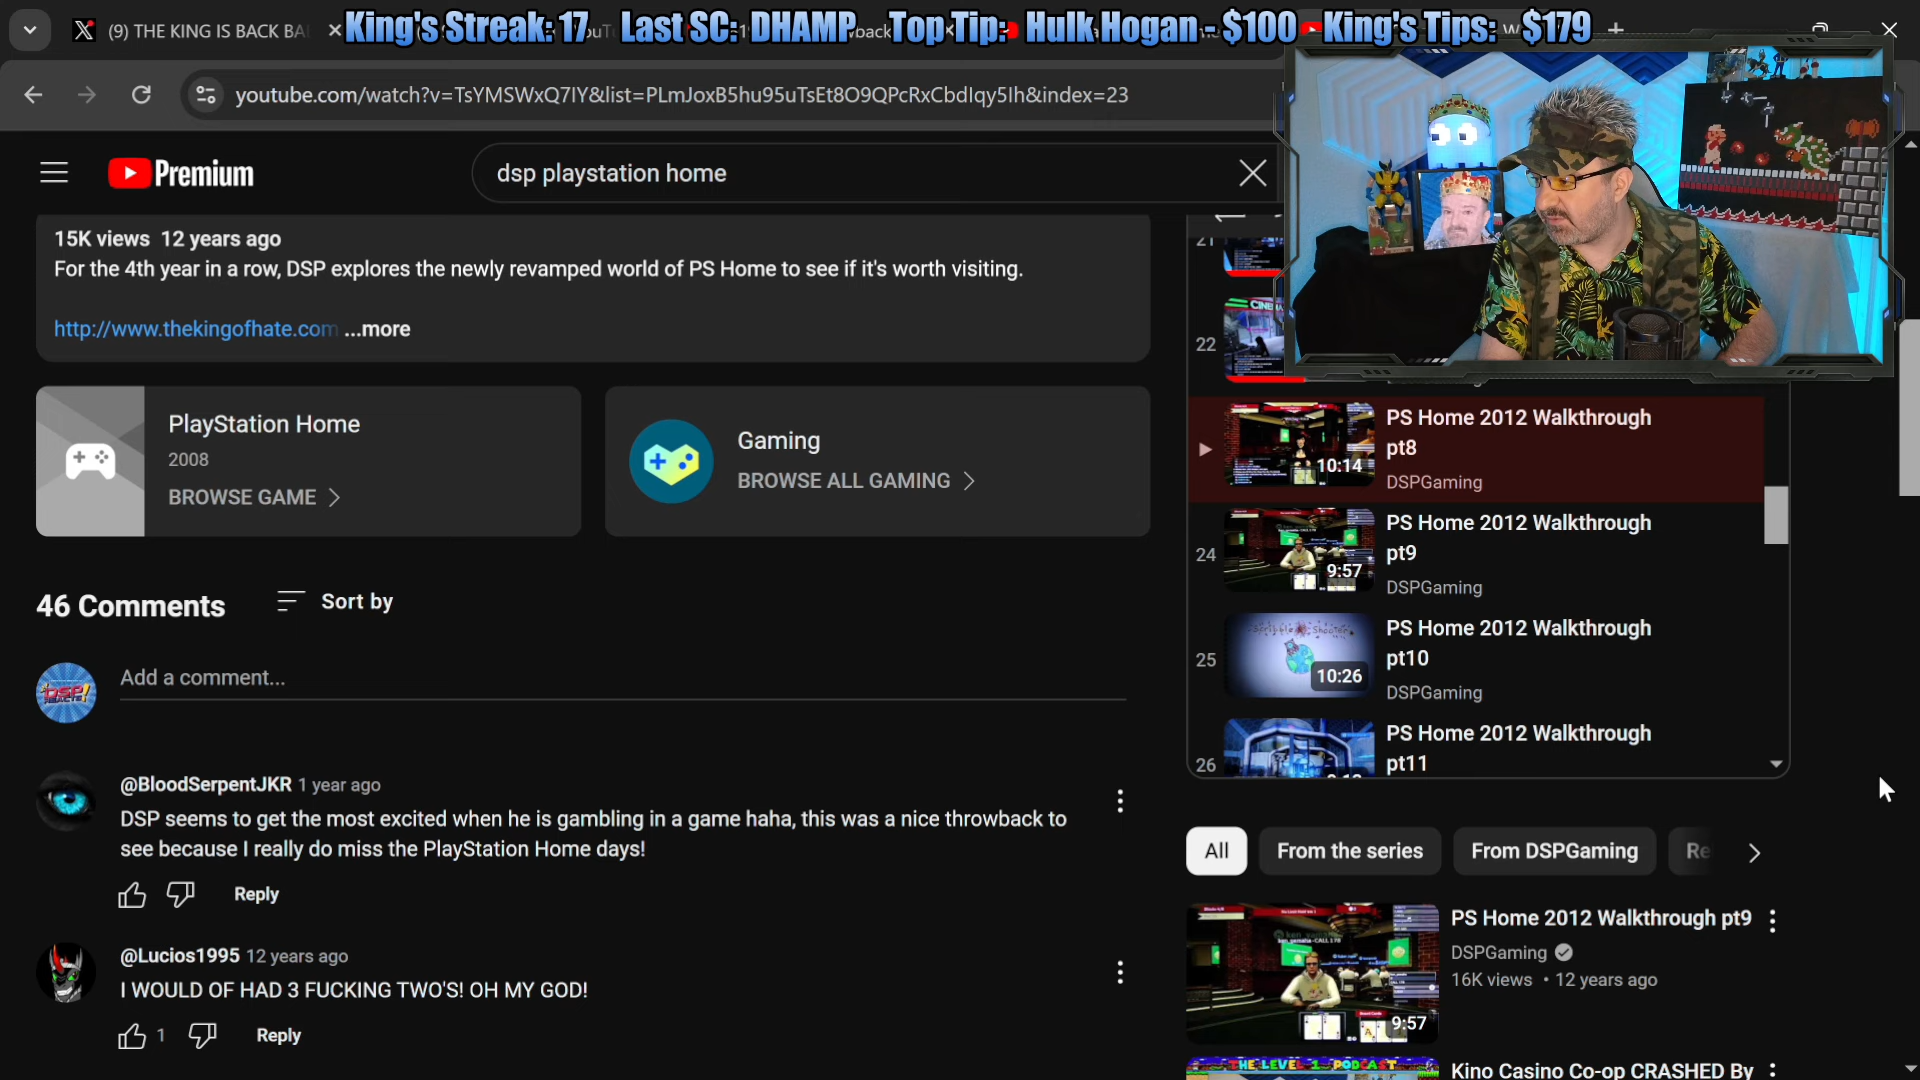 King's Streak: 17 Last SC: DHAMP Top Tip: Hulk Hogan - $100 King's Tips: $179
(9) THE KING IS BACK BA
youtube.com/watch?v=TsYMSWxQ7lY&list=PLmJoxB5hu95uTsEt8O9QPcRxCbdIqy5Ih&index=23
Premium
dsp playstation home
15K views 12 years ago
For the 4th year in a row, DSP explores the newly revamped world of PS Home to see if it's worth visiting.
http://www.thekingofhate.com ...more
PlayStation Home
2008
BROWSE GAME
Gaming
BROWSE ALL GAMING
46 Comments
Sort by
Add a comment...
@BloodSerpentJKR 1 year ago
DSP seems to get the most excited when he is gambling in a game haha, this was a nice throwback to
see because I really do miss the PlayStation Home days!
Reply
@Lucios1995 12 years ago
I WOULD OF HAD 3 FUCKING TWO'S! OH MY GOD!
1
Reply
21
22
PS Home 2012 Walkthrough
pt8
10:14
DSPGaming
24
PS Home 2012 Walkthrough
pt9
9:57
DSPGaming
25
PS Home 2012 Walkthrough
pt10
10:26
DSPGaming
26
PS Home 2012 Walkthrough
pt11
All
From the series
From DSPGaming
Re
PS Home 2012 Walkthrough pt9
DSPGaming
16K views • 12 years ago
9:57
THE LEVEL 1 PODCAST
Kino Casino Co-op CRASHED By